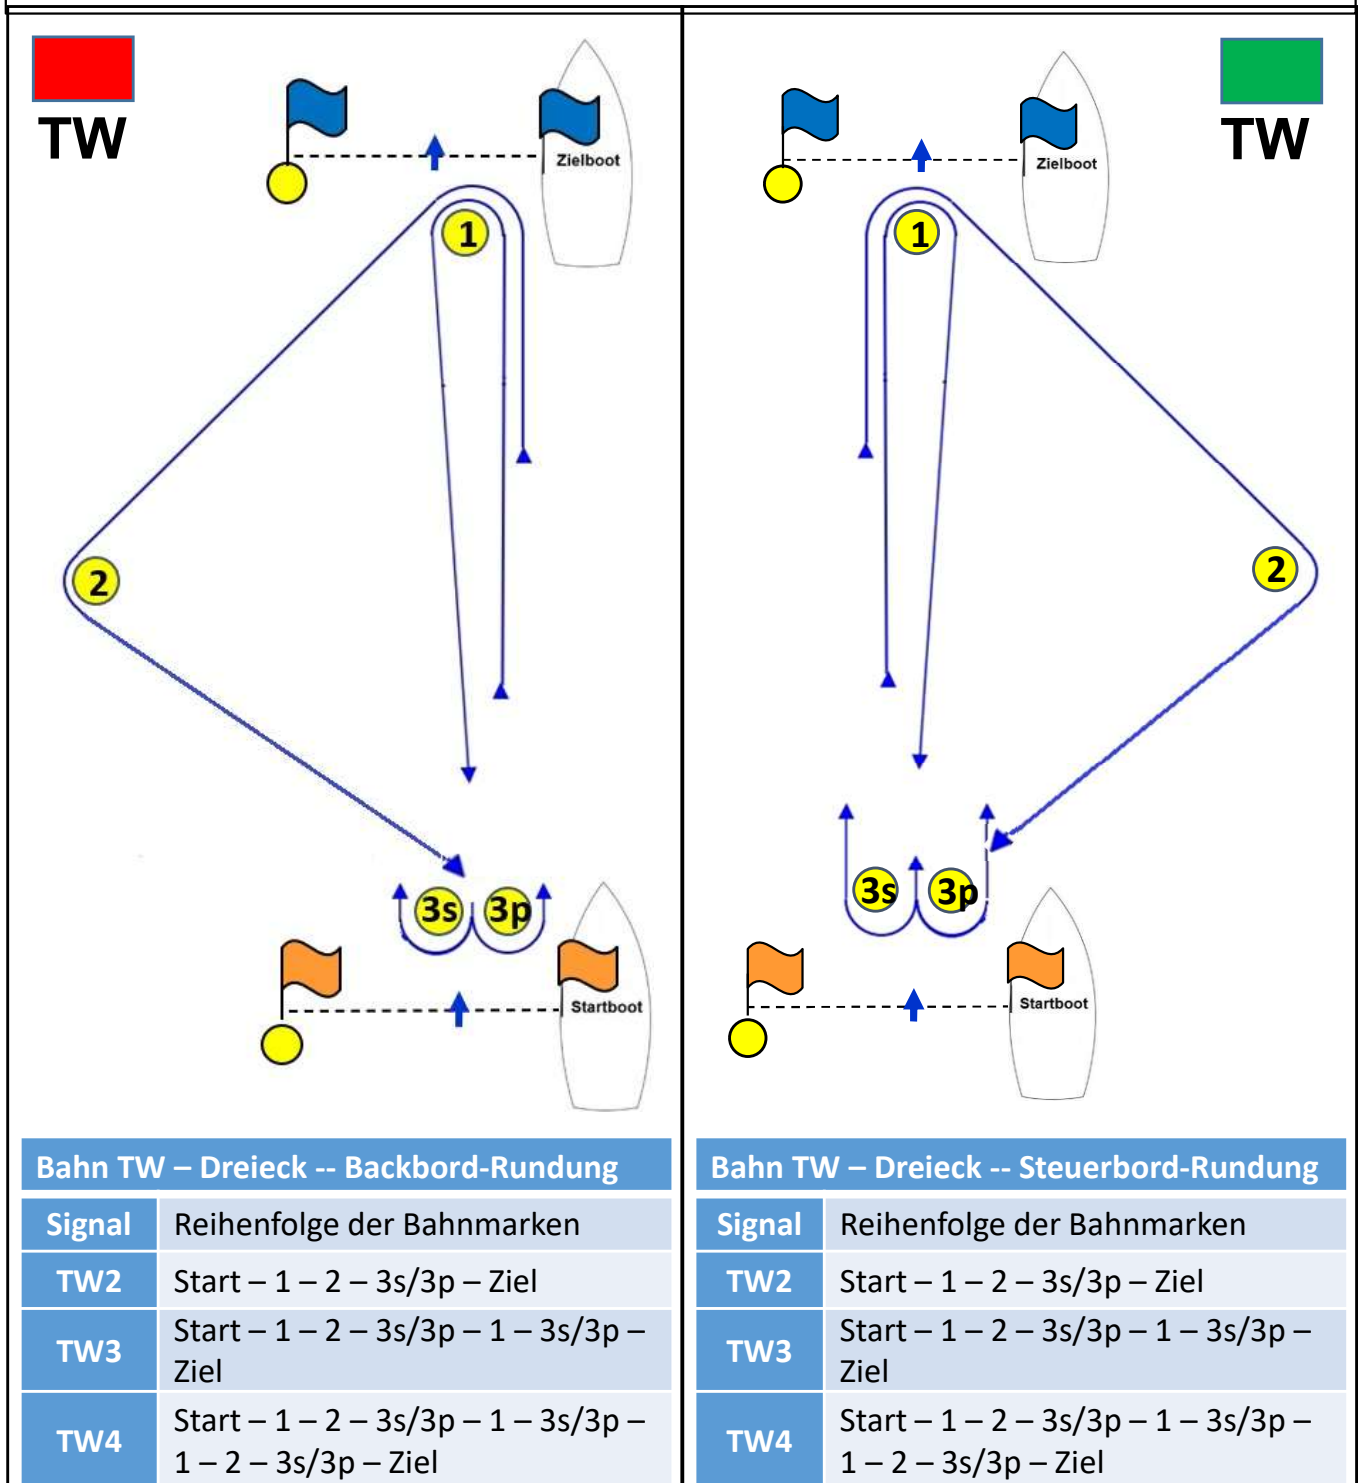 TW
Zielboot
1
2
3s
3p
Startboot
Bahn TW – Dreieck -- Backbord-Rundung
Signal Reihenfolge der Bahnmarken
TW2 Start – 1 – 2 – 3s/3p – Ziel
TW3 Start – 1 – 2 – 3s/3p – 1 – 3s/3p –
Ziel
TW4 Start – 1 – 2 – 3s/3p – 1 – 3s/3p –
1 – 2 – 3s/3p – Ziel
TW
Zielboot
1
2
3s
3p
Startboot
Bahn TW – Dreieck -- Steuerbord-Rundung
Signal Reihenfolge der Bahnmarken
TW2 Start – 1 – 2 – 3s/3p – Ziel
TW3 Start – 1 – 2 – 3s/3p – 1 – 3s/3p –
Ziel
TW4 Start – 1 – 2 – 3s/3p – 1 – 3s/3p –
1 – 2 – 3s/3p – Ziel